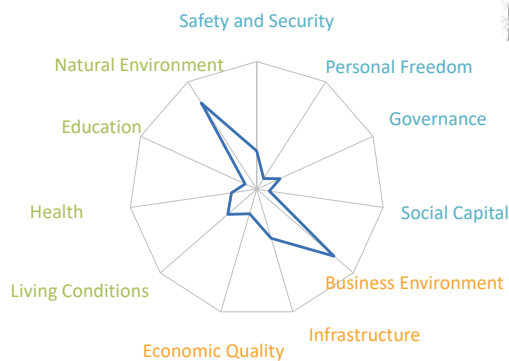 Safety and Security
Personal Freedom
Governance
Social Capital
Business Environment
Infrastructure
Economic Quality
Living Conditions
Health
Education
Natural Environment